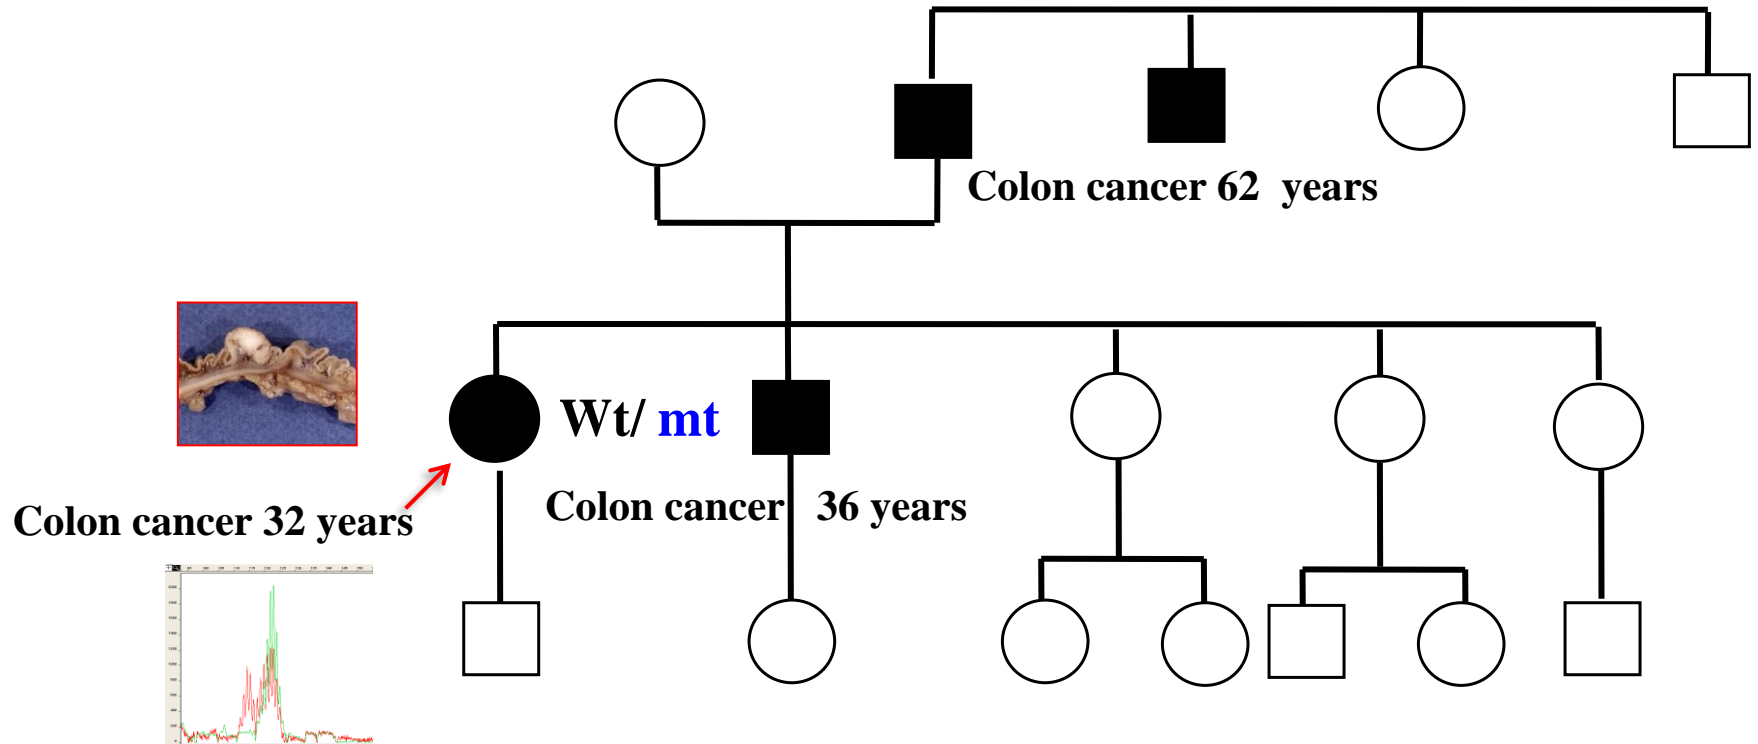 Colon cancer 62 years
Wt/ mt
Colon cancer 32 years
Colon cancer 36 years